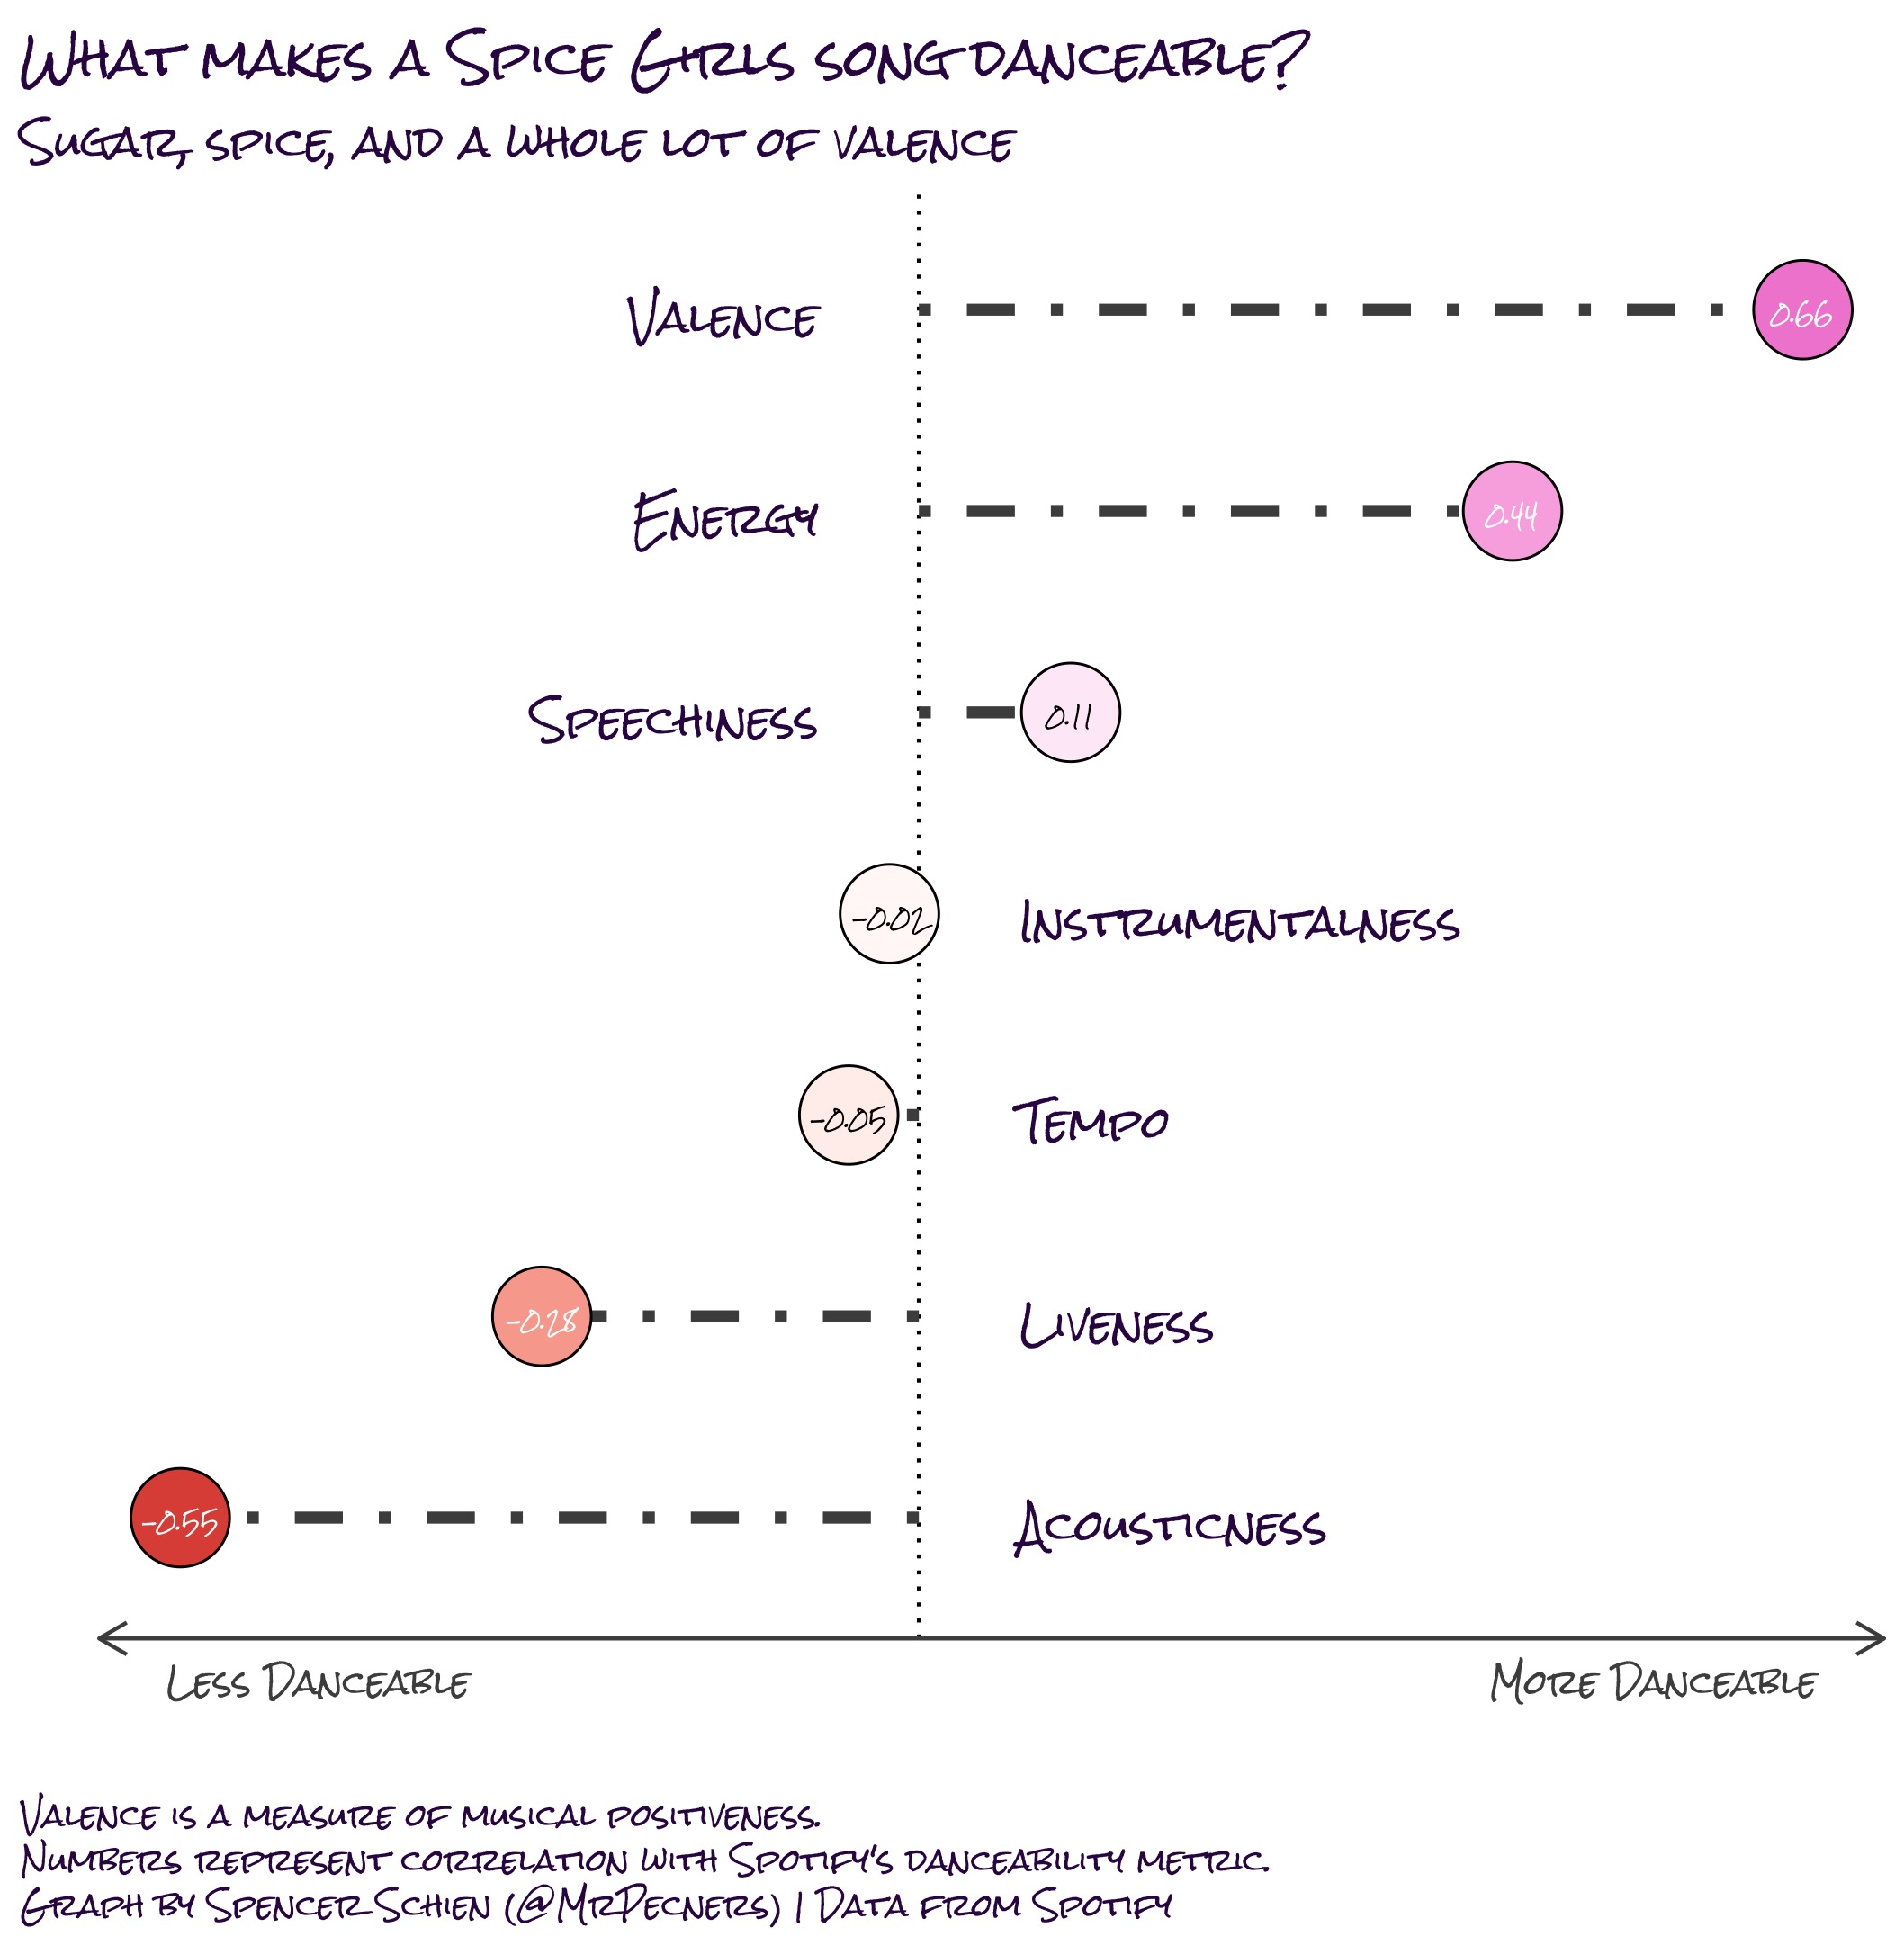 What makes a Spice Girls song danceable?
Sugar, spice, and a whole lot of valence
Valence 0.66
Energy 0.44
Speechiness 0.11
-0.02 Instrumentalness
-0.05 Tempo
-0.28 Liveness
-0.55 Acousticness
Less Danceable More Danceable
Valence is a measure of musical positiveness.
Numbers represent correlation with Spotify's danceability metric.
Graph by Spencer Schien (@MrPecners) | Data from Spotify